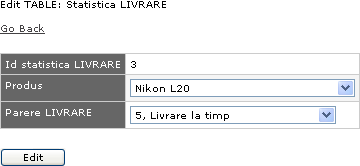 Edit TABLE: Statistica LIVRARE
Go Back
Id statistica LIVRARE 3
Produs Nikon L20
Parere LIVRARE 5, Livrare la timp
Edit